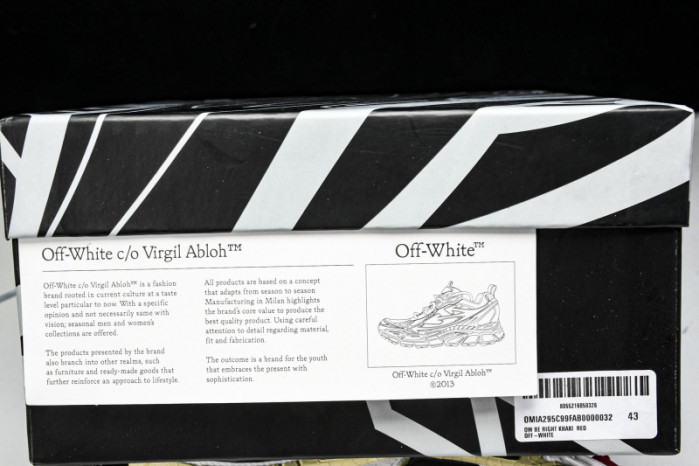 Off-White c/o Virgil Abloh™
Off-White c/o Virgil Abloh™ is a fashion
brand rooted in current culture at a taste
level particular to now. With a specific
opinion and not necessarily same with
vision; seasonal men and women's
collections are offered.
The products presented by the brand
also branch into other realms, such
as furniture and ready-made goods that
further reinforce an approach to lifestyle.
All products are based on a concept
that adapts from season to season
Manufacturing in Milan highlights
the brand's core value to produce the
best quality product. Using careful
attention to detail regarding material,
fit and fabrication.
The outcome is a brand for the youth
that embraces the present with
sophistication.
Off-White™
Off-White c/o Virgil Abloh™
©2013
OMIA295C99FAB0000032 43
OW BE RIGHT KHAKI RED
OFF-WHITE